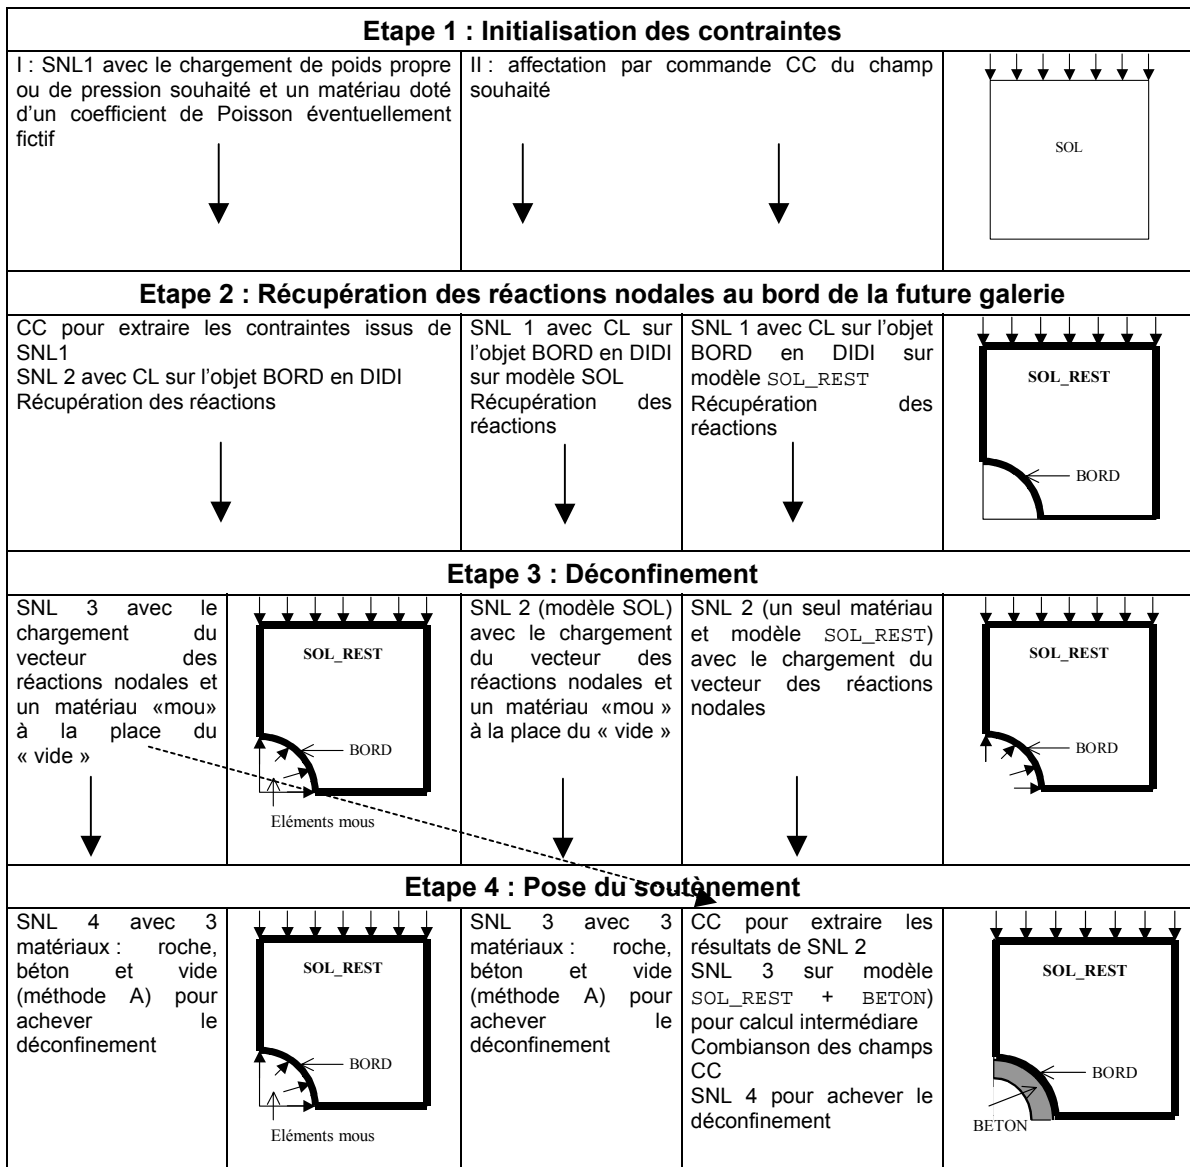 Etape 1 : Initialisation des contraintes
I : SNL1 avec le chargement de poids propre
ou de pression souhaité et un matériau doté
d'un coefficient de Poisson éventuellement
fictif
II : affectation par commande CC du champ
souhaité
SOL
Etape 2 : Récupération des réactions nodales au bord de la future galerie
CC pour extraire les contraintes issus de
SNL1
SNL 2 avec CL sur l'objet BORD en DIDI
Récupération des réactions
SNL 1 avec CL sur
l'objet BORD en DIDI
sur modèle SOL
Récupération des
réactions
SNL 1 avec CL sur l'objet
BORD en DIDI sur
modèle SOL_REST
Récupération des
réactions
SOL_REST
BORD
Etape 3 : Déconfinement
SNL 3 avec le
chargement du
vecteur des
réactions nodales et
un matériau «mou»
à la place du
« vide »
SOL_REST
BORD
Eléments mous
SNL 2 (modèle SOL)
avec le chargement
du vecteur des
réactions nodales et
un matériau «mou »
à la place du « vide »
SNL 2 (un seul matériau
et modèle SOL_REST)
avec le chargement du
vecteur des réactions
nodales
SOL_REST
BORD
Etape 4 : Pose du soutènement
SNL 4 avec 3
matériaux : roche,
béton et vide
(méthode A) pour
achever le
déconfinement
SOL_REST
BORD
Eléments mous
SNL 3 avec 3
matériaux : roche,
béton et vide
(méthode A) pour
achever le
déconfinement
CC pour extraire les
résultats de SNL 2
SNL 3 sur modèle
SOL_REST + BETON)
pour calcul intermédiare
Combianson des champs
CC
SNL 4 pour achever le
déconfinement
SOL_REST
BORD
BETON